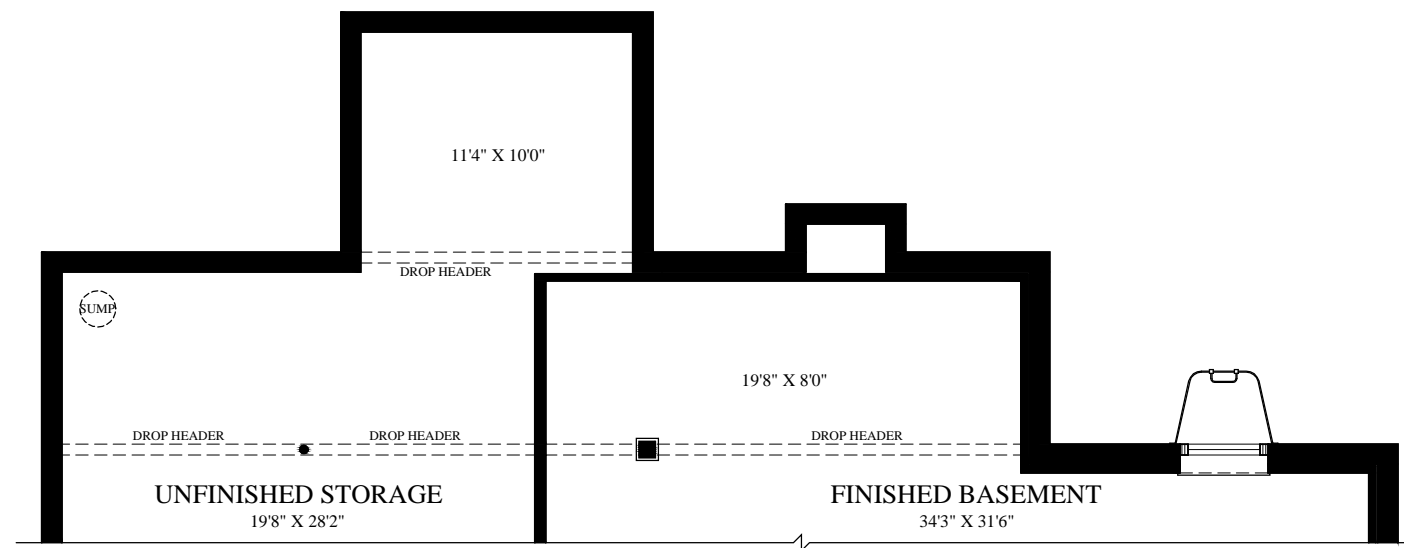 11'4" X 10'0"
DROP HEADER
SUMP
19'8" X 8'0"
DROP HEADER
DROP HEADER
DROP HEADER
UNFINISHED STORAGE
19'8" X 28'2"
FINISHED BASEMENT
34'3" X 31'6"